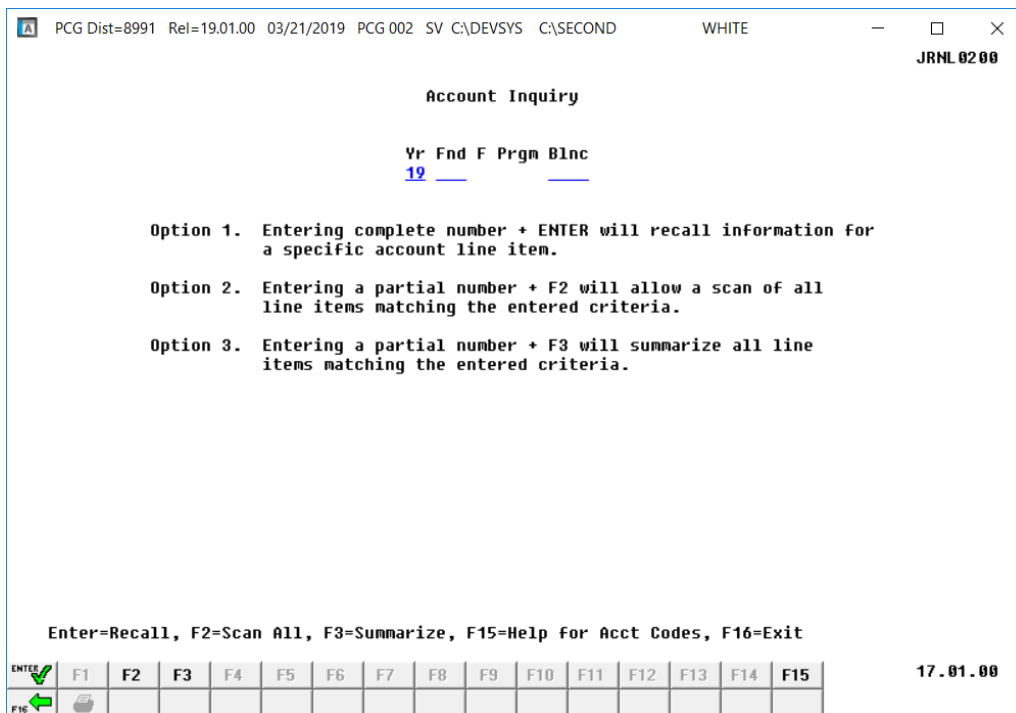 A PCG Dist=8991 Rel=19.01.00 03/21/2019 PCG 002 SV C:\DEVSYS C:\SECOND WHITE
JRNL0200
Account Inquiry
Yr Fnd F Prgm Blnc
19
Option 1. Entering complete number + ENTER will recall information for
a specific account line item.
Option 2. Entering a partial number + F2 will allow a scan of all
line items matching the entered criteria.
Option 3. Entering a partial number + F3 will summarize all line
items matching the entered criteria.
Enter=Recall, F2=Scan All, F3=Summarize, F15=Help for Acct Codes, F16=Exit
ENTER F1 F2 F3 F4 F5 F6 F7 F8 F9 F10 F11 F12 F13 F14 F15 17.01.00
F16